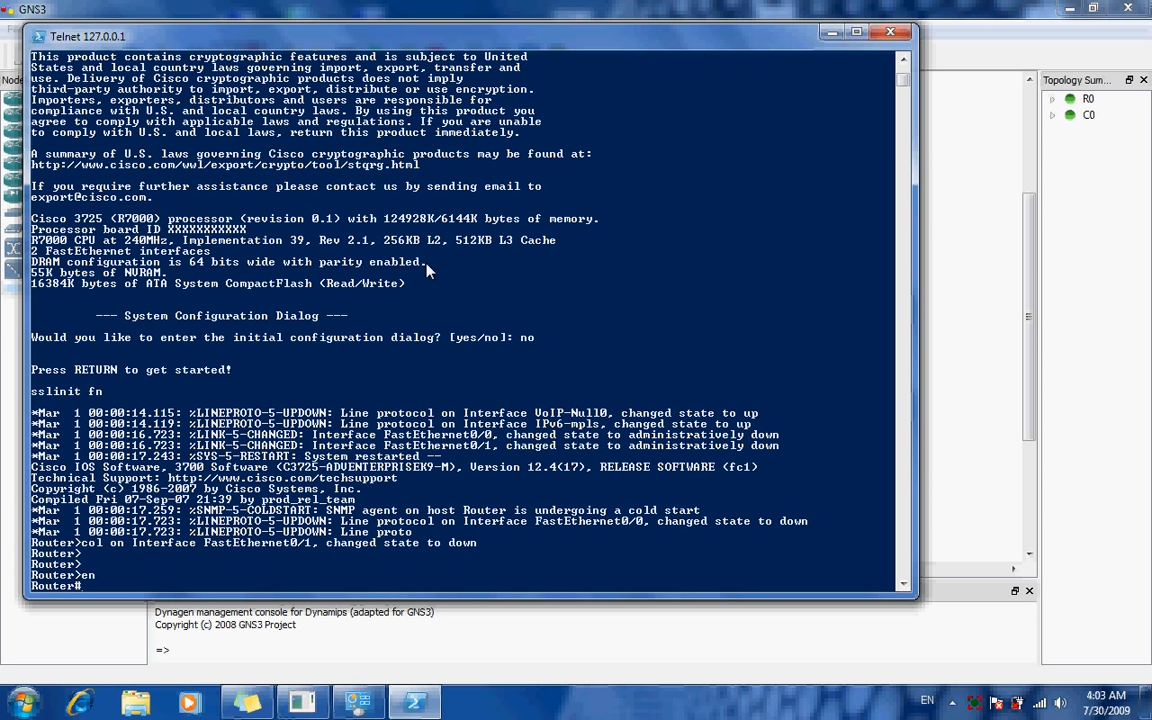 GNS3
Telnet 127.0.0.1
This product contains cryptographic features and is subject to United
States and local country laws governing import, export, transfer and
use. Delivery of Cisco cryptographic products does not imply
third-party authority to import, export, distribute or use encryption.
Importers, exporters, distributors and users are responsible for
compliance with U.S. and local country laws. By using this product you
agree to comply with applicable laws and regulations. If you are unable
to comply with U.S. and local laws, return this product immediately.
A summary of U.S. laws governing Cisco cryptographic products may be found at:
http://www.cisco.com/wwl/export/crypto/tool/stqrg.html
If you require further assistance please contact us by sending email to
export@cisco.com.
Cisco 3725 (R7000) processor (revision 0.1) with 124928K/6144K bytes of memory.
Processor board ID XXXXXXXXXXX
R7000 CPU at 240MHz, Implementation 39, Rev 2.1, 256KB L2, 512KB L3 Cache
2 FastEthernet interfaces
DRAM configuration is 64 bits wide with parity enabled.
55K bytes of NVRAM.
16384K bytes of ATA System CompactFlash (Read/Write)
--- System Configuration Dialog ---
Would you like to enter the initial configuration dialog? [yes/no]: no
Press RETURN to get started!
sslinit fn
*Mar  1 00:00:14.115: %LINEPROTO-5-UPDOWN: Line protocol on Interface VoIP-Null0, changed state to up
*Mar  1 00:00:14.119: %LINEPROTO-5-UPDOWN: Line protocol on Interface IPv6-mpls, changed state to up
*Mar  1 00:00:16.723: %LINK-5-CHANGED: Interface FastEthernet0/0, changed state to administratively down
*Mar  1 00:00:16.723: %LINK-5-CHANGED: Interface FastEthernet0/1, changed state to administratively down
*Mar  1 00:00:17.243: %SYS-5-RESTART: System restarted --
Cisco IOS Software, 3700 Software (C3725-ADVENTERPRISEK9-M), Version 12.4(17), RELEASE SOFTWARE (fc1)
Technical Support: http://www.cisco.com/techsupport
Copyright (c) 1986-2007 by Cisco Systems, Inc.
Compiled Fri 07-Sep-07 21:39 by prod_rel_team
*Mar  1 00:00:17.259: %SNMP-5-COLDSTART: SNMP agent on host Router is undergoing a cold start
*Mar  1 00:00:17.723: %LINEPROTO-5-UPDOWN: Line protocol on Interface FastEthernet0/0, changed state to down
*Mar  1 00:00:17.723: %LINEPROTO-5-UPDOWN: Line proto
Router>col on Interface FastEthernet0/1, changed state to down
Router>
Router>
Router>en
Router#
Node
Topology Sum...
R0
C0
Dynagen management console for Dynamips (adapted for GNS3)
Copyright (c) 2008 GNS3 Project
=>
EN
4:03 AM
7/30/2009